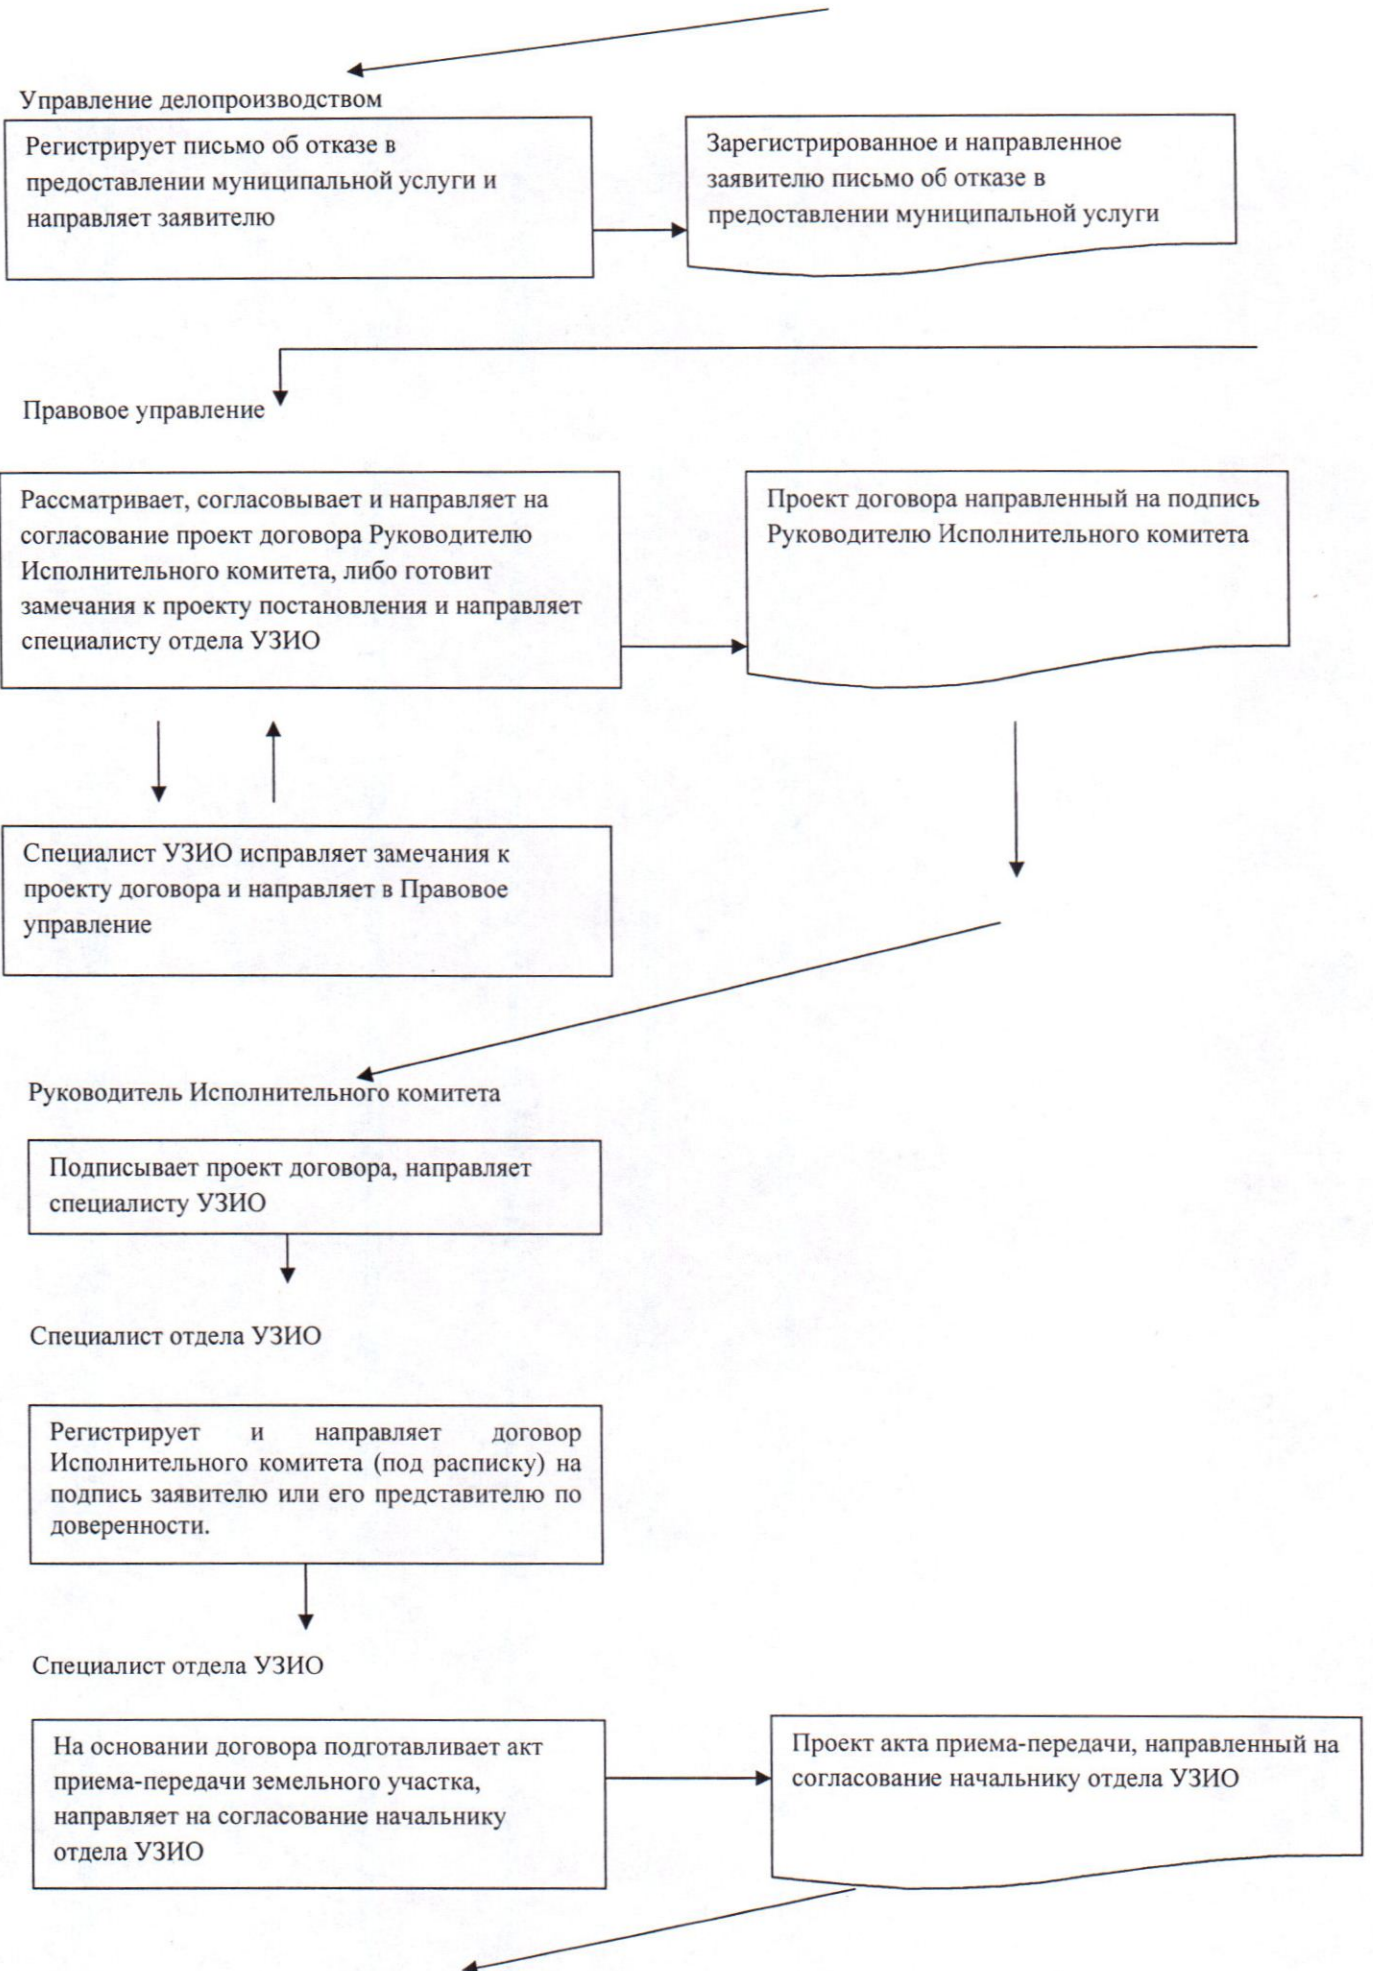 Управление делопроизводством
Регистрирует письмо об отказе в
предоставлении муниципальной услуги и
направляет заявителю
Зарегистрированное и направленное
заявителю письмо об отказе в
предоставлении муниципальной услуги
Правовое управление
Рассматривает, согласовывает и направляет на
согласование проект договора Руководителю
Исполнительного комитета, либо готовит
замечания к проекту постановления и направляет
специалисту отдела УЗИО
Проект договора направленный на подпись
Руководителю Исполнительного комитета
Специалист УЗИО исправляет замечания к
проекту договора и направляет в Правовое
управление
Руководитель Исполнительного комитета
Подписывает проект договора, направляет
специалисту УЗИО
Специалист отдела УЗИО
Регистрирует и направляет договор
Исполнительного комитета (под расписку) на
подпись заявителю или его представителю по
доверенности.
Специалист отдела УЗИО
На основании договора подготавливает акт
приема-передачи земельного участка,
направляет на согласование начальнику
отдела УЗИО
Проект акта приема-передачи, направленный на
согласование начальнику отдела УЗИО